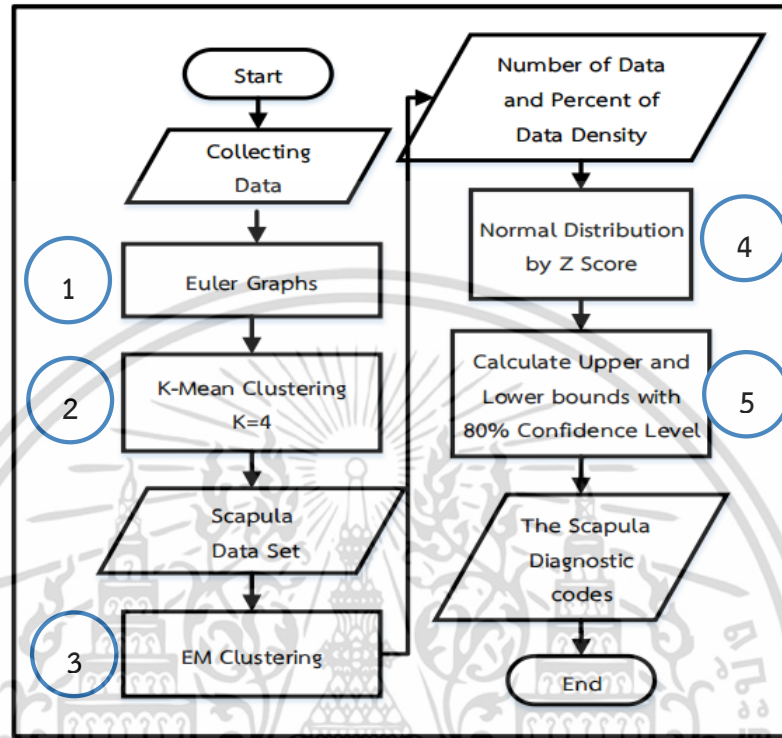 Start
Collecting
Data
1
Euler Graphs
2
K-Mean Clustering
K=4
Scapula
Data Set
3
EM Clustering
Number of Data
and Percent of
Data Density
Normal Distribution
by Z Score
4
Calculate Upper and
Lower bounds with
80% Confidence Level
5
The Scapula
Diagnostic
codes
End